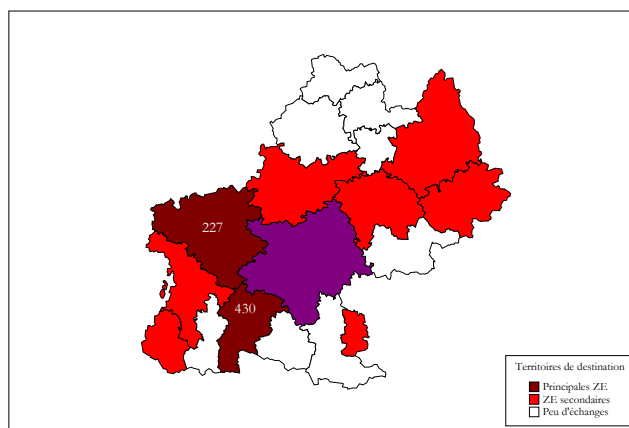 227
430
Territoires de destination
Principales ZE
ZE secondaires
Peu d'échanges